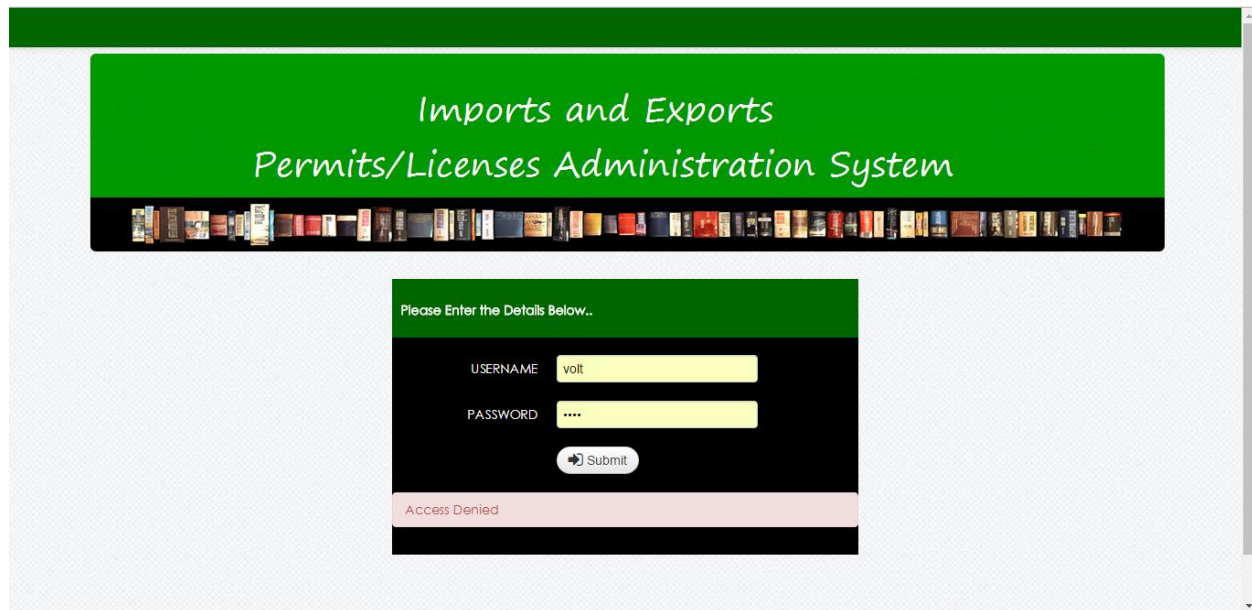 Imports and Exports
Permits/Licenses Administration System
Please Enter the Details Below..
USERNAME volt
PASSWORD ••••
Submit
Access Denied